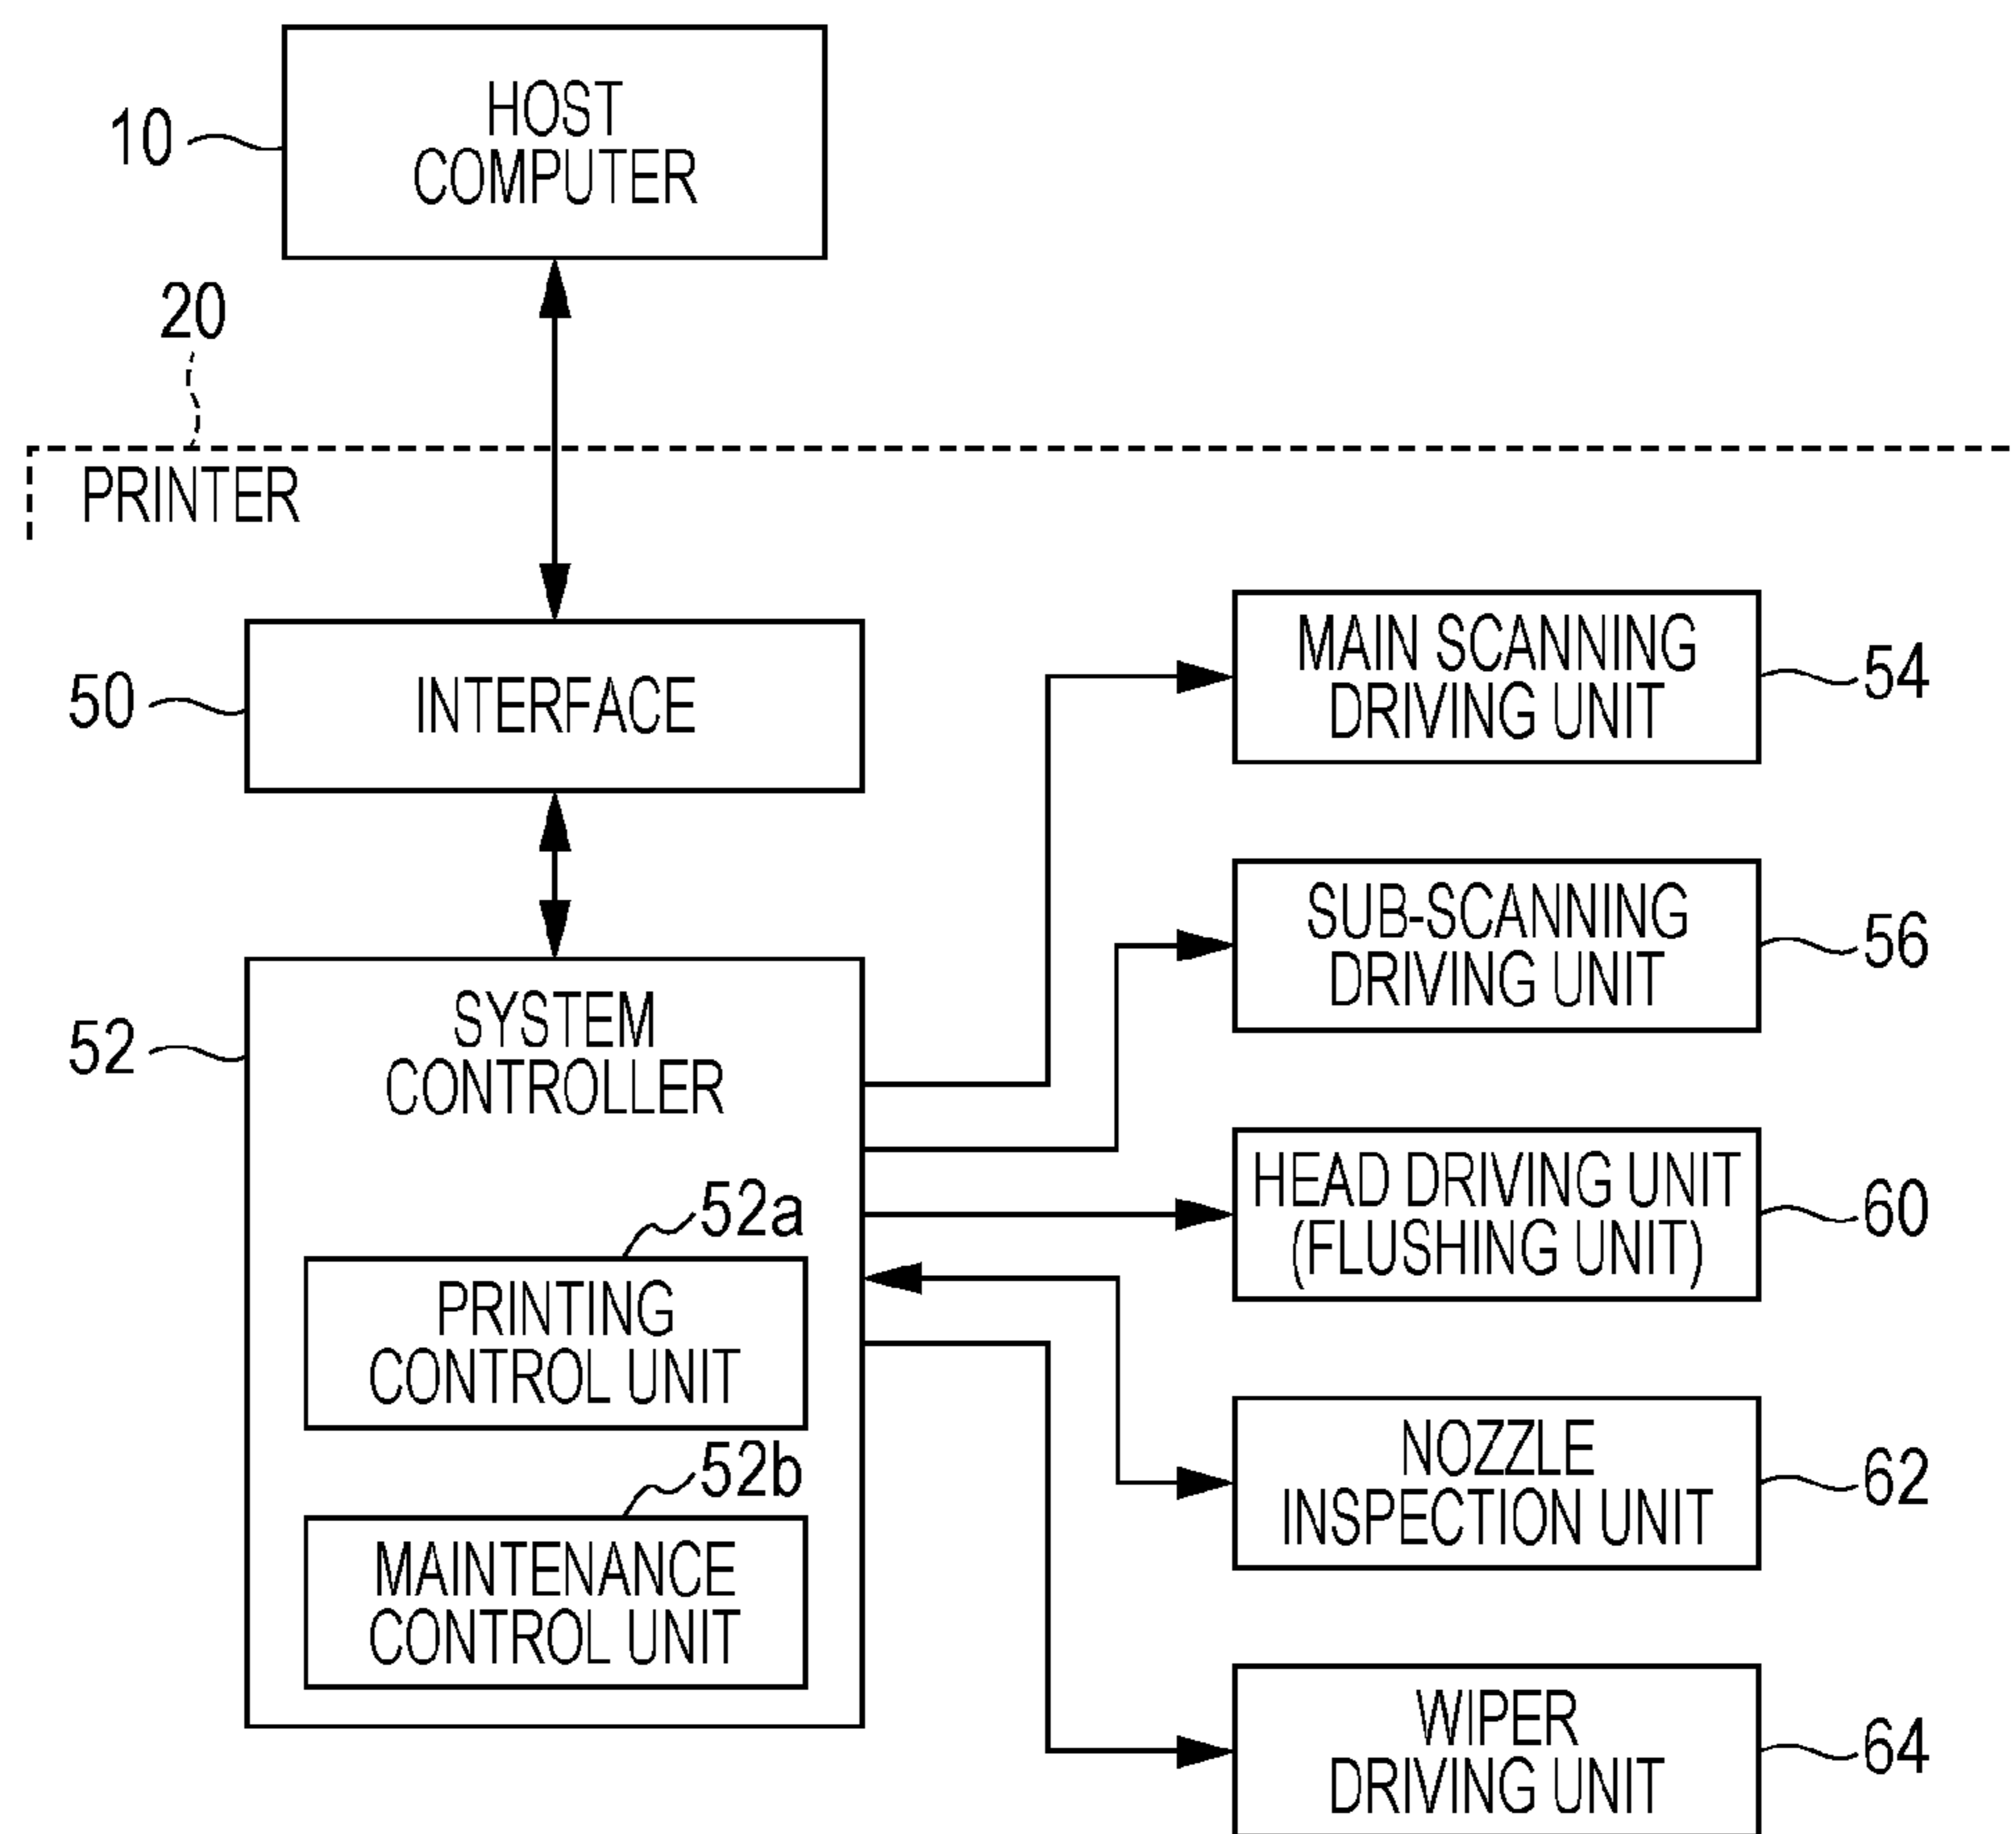 10
HOST
COMPUTER
20
PRINTER
50
INTERFACE
52
SYSTEM
CONTROLLER
52a
PRINTING
CONTROL UNIT
52b
MAINTENANCE
CONTROL UNIT
MAIN SCANNING
DRIVING UNIT
54
SUB-SCANNING
DRIVING UNIT
56
HEAD DRIVING UNIT
(FLUSHING UNIT)
60
NOZZLE
INSPECTION UNIT
62
WIPER
DRIVING UNIT
64